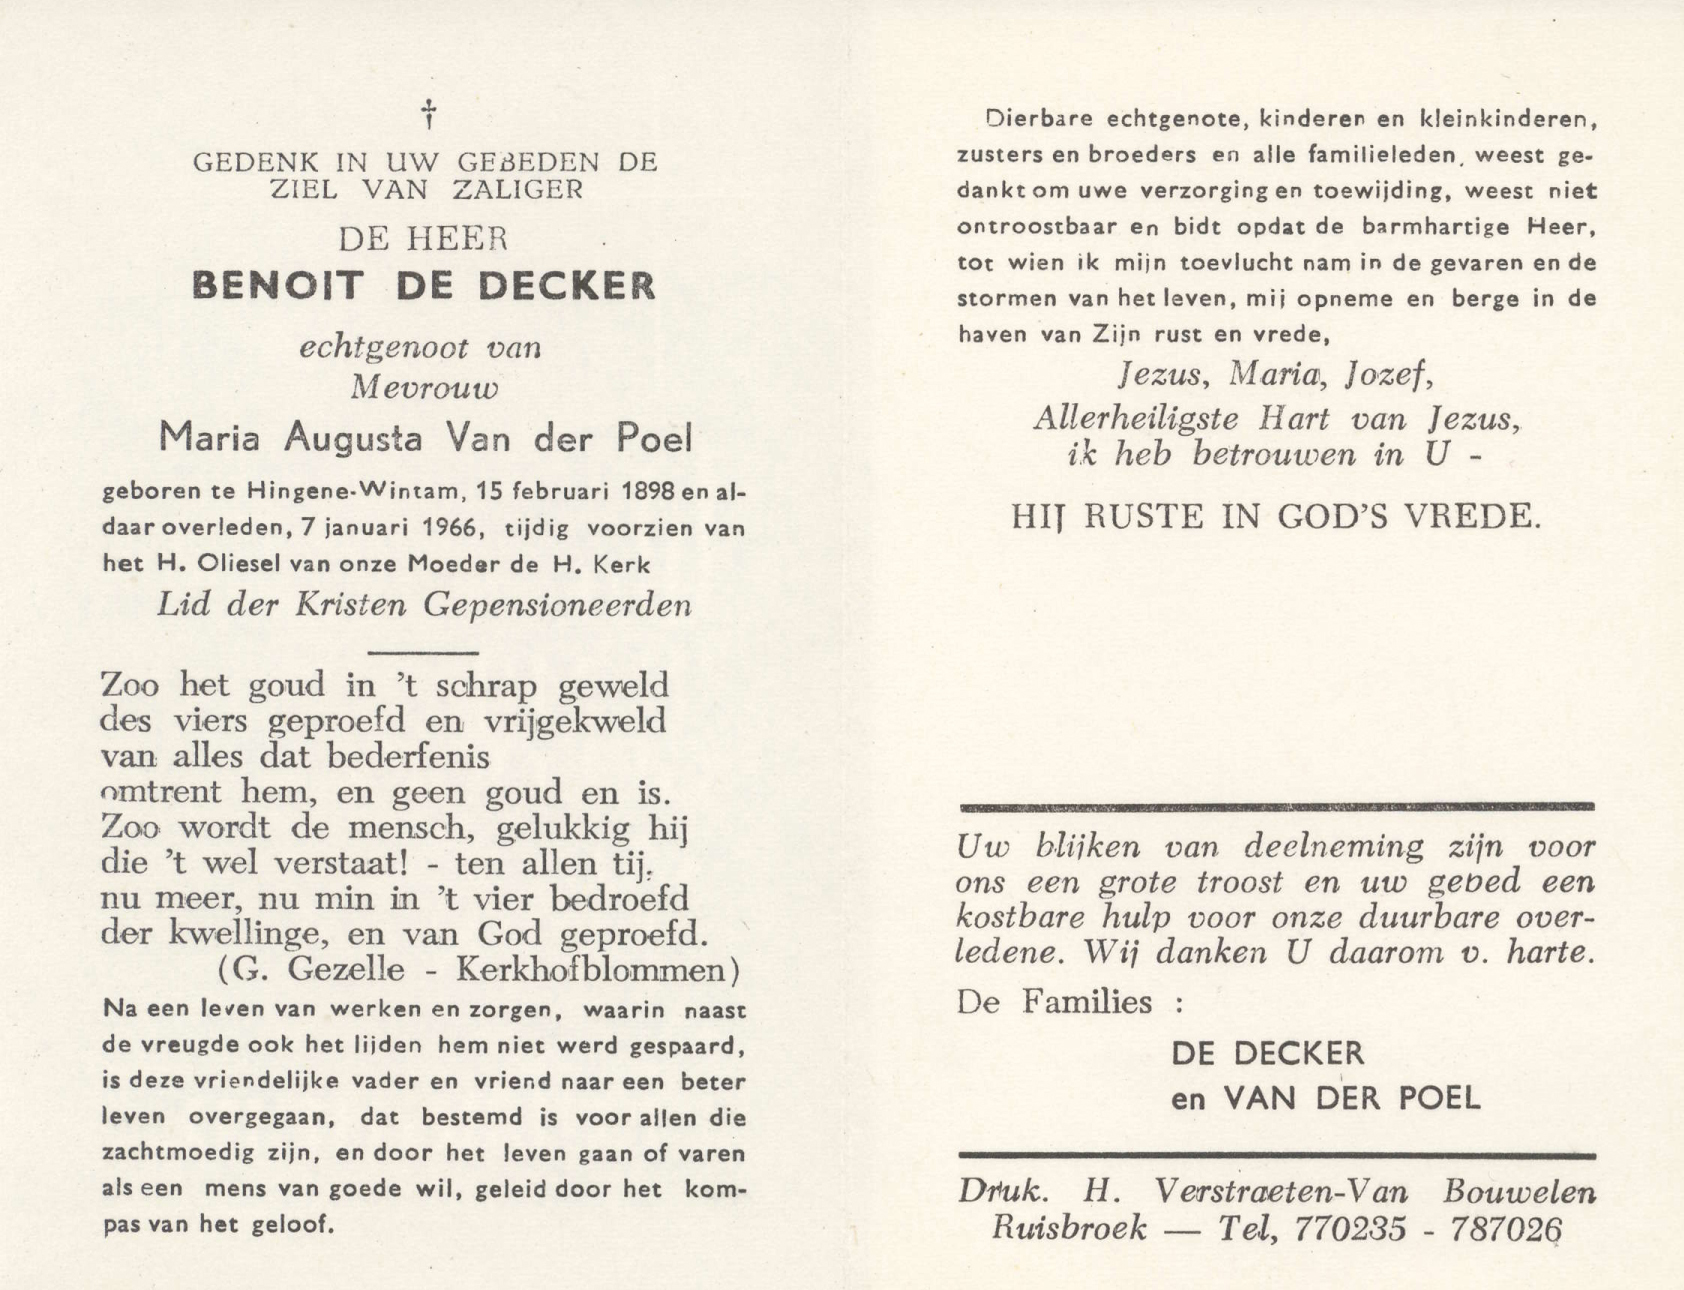 †
GEDENK IN UW GEBEDEN DE
ZIEL VAN ZALIGER
DE HEER
BENOIT DE DECKER
echtgenoot van
Mevrouw
Maria Augusta Van der Poel
geboren te Hingene-Wintam, 15 februari 1898 en al-
daar overleden, 7 januari 1966, tijdig voorzien van
het H. Oliesel van onze Moeder de H. Kerk
Lid der Kristen Gepensioneerden
Zoo het goud in 't schrap geweld
des viers geproefd en vrijgekweld
van alles dat bederfenis
omtrent hem, en geen goud en is.
Zoo wordt de mensch, gelukkig hij
die 't wel verstaat! - ten allen tij,
nu meer, nu min in 't vier bedroefd
der kwellinge, en van God geproefd.
(G. Gezelle - Kerkhofblommen)
Na een leven van werken en zorgen, waarin naast
de vreugde ook het lijden hem niet werd gespaard,
is deze vriendelijke vader en vriend naar een beter
leven overgegaan, dat bestemd is voor allen die
zachtmoedig zijn, en door het leven gaan of varen
als een mens van goede wil, geleid door het kom-
pas van het geloof.
Dierbare echtgenote, kinderen en kleinkinderen,
zusters en broeders en alle familieleden, weest ge-
dankt om uwe verzorging en toewijding, weest niet
ontroostbaar en bidt opdat de barmhartige Heer,
tot wien ik mijn toevlucht nam in de gevaren en de
stormen van het leven, mij opneme en berge in de
haven van Zijn rust en vrede,
Jezus, Maria, Jozef,
Allerheiligste Hart van Jezus,
ik heb betrouwen in U -
HIJ RUSTE IN GOD'S VREDE.
Uw blijken van deelneming zijn voor
ons een grote troost en uw gebed een
kostbare hulp voor onze duurbare over-
ledene. Wij danken U daarom v. harte.
De Families :
DE DECKER
en VAN DER POEL
Druk. H. Verstraeten-Van Bouwelen
Ruisbroek — Tel, 770235 - 787026